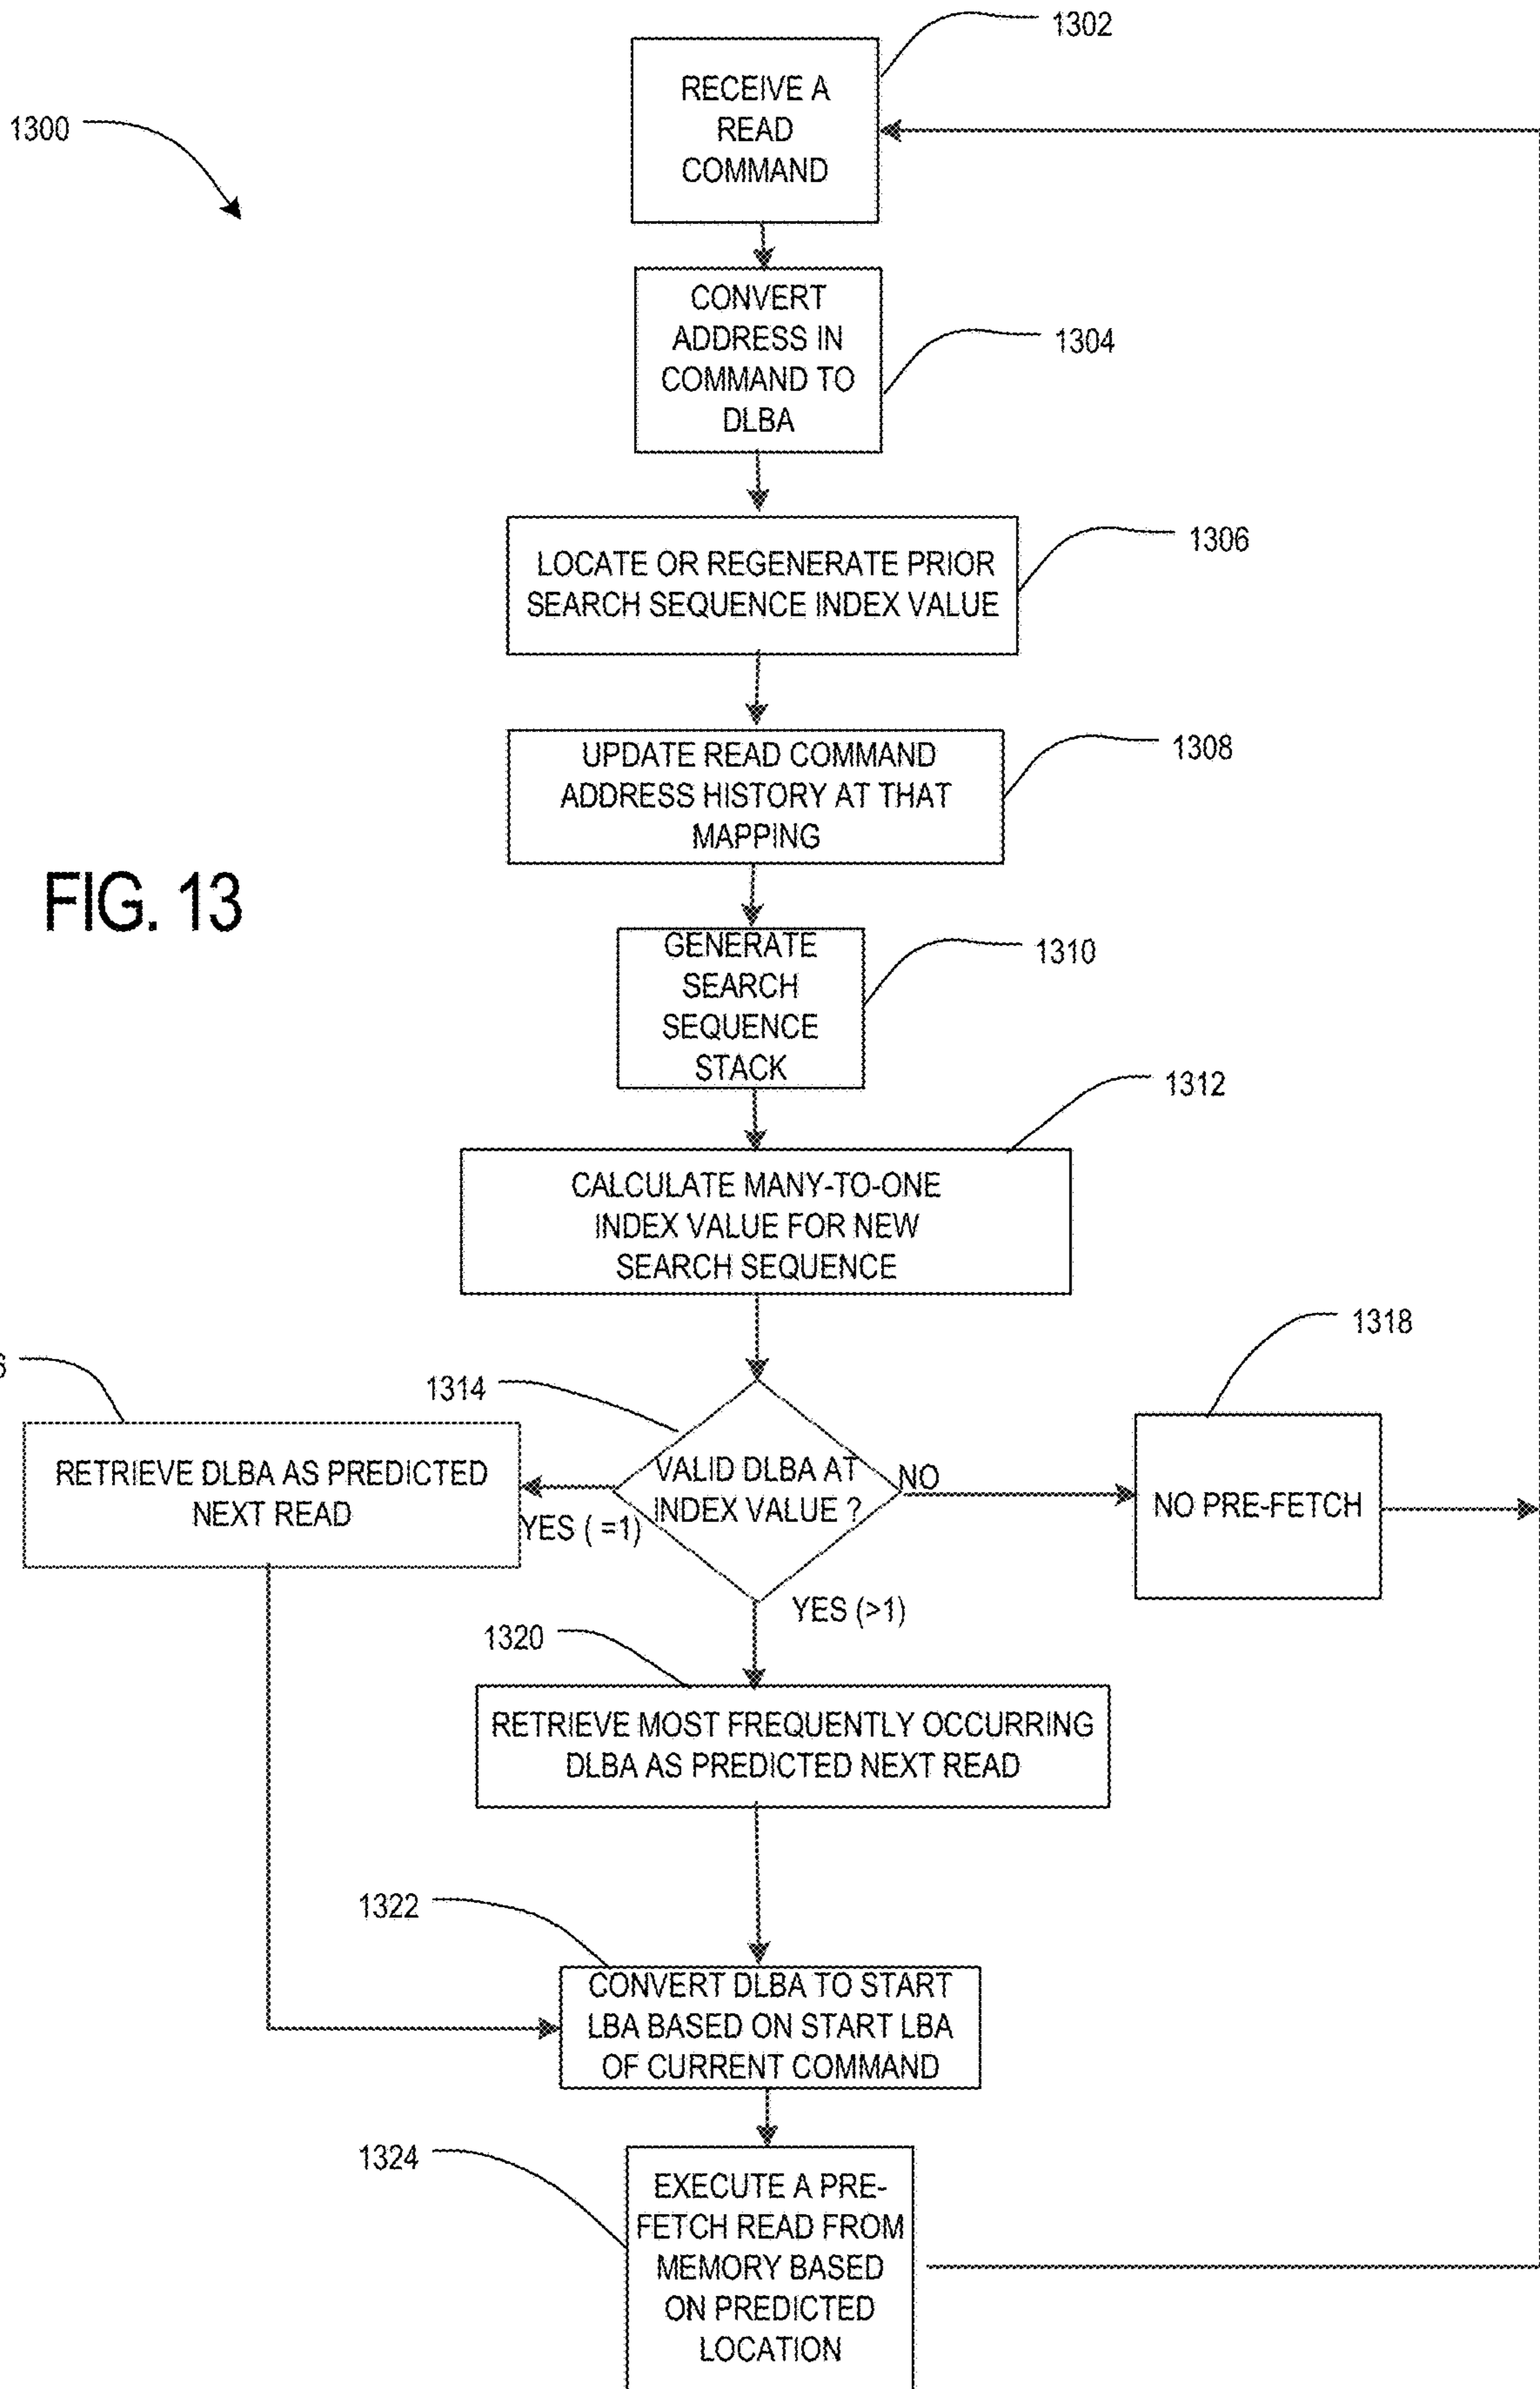 1302
RECEIVE A
READ
COMMAND
1300
CONVERT
ADDRESS IN
COMMAND TO
DLBA
1304
LOCATE OR REGENERATE PRIOR
SEARCH SEQUENCE INDEX VALUE
1306
UPDATE READ COMMAND
ADDRESS HISTORY AT THAT
MAPPING
1308
FIG. 13
GENERATE
SEARCH
SEQUENCE
STACK
1310
1312
CALCULATE MANY-TO-ONE
INDEX VALUE FOR NEW
SEARCH SEQUENCE
1318
6
1314
RETRIEVE DLBA AS PREDICTED
NEXT READ
VALID DLBA AT
INDEX VALUE ?
NO
NO PRE-FETCH
YES ( =1)
YES (>1)
1320
RETRIEVE MOST FREQUENTLY OCCURRING
DLBA AS PREDICTED NEXT READ
1322
CONVERT DLBA TO START
LBA BASED ON START LBA
OF CURRENT COMMAND
1324
EXECUTE A PRE-
FETCH READ FROM
MEMORY BASED
ON PREDICTED
LOCATION